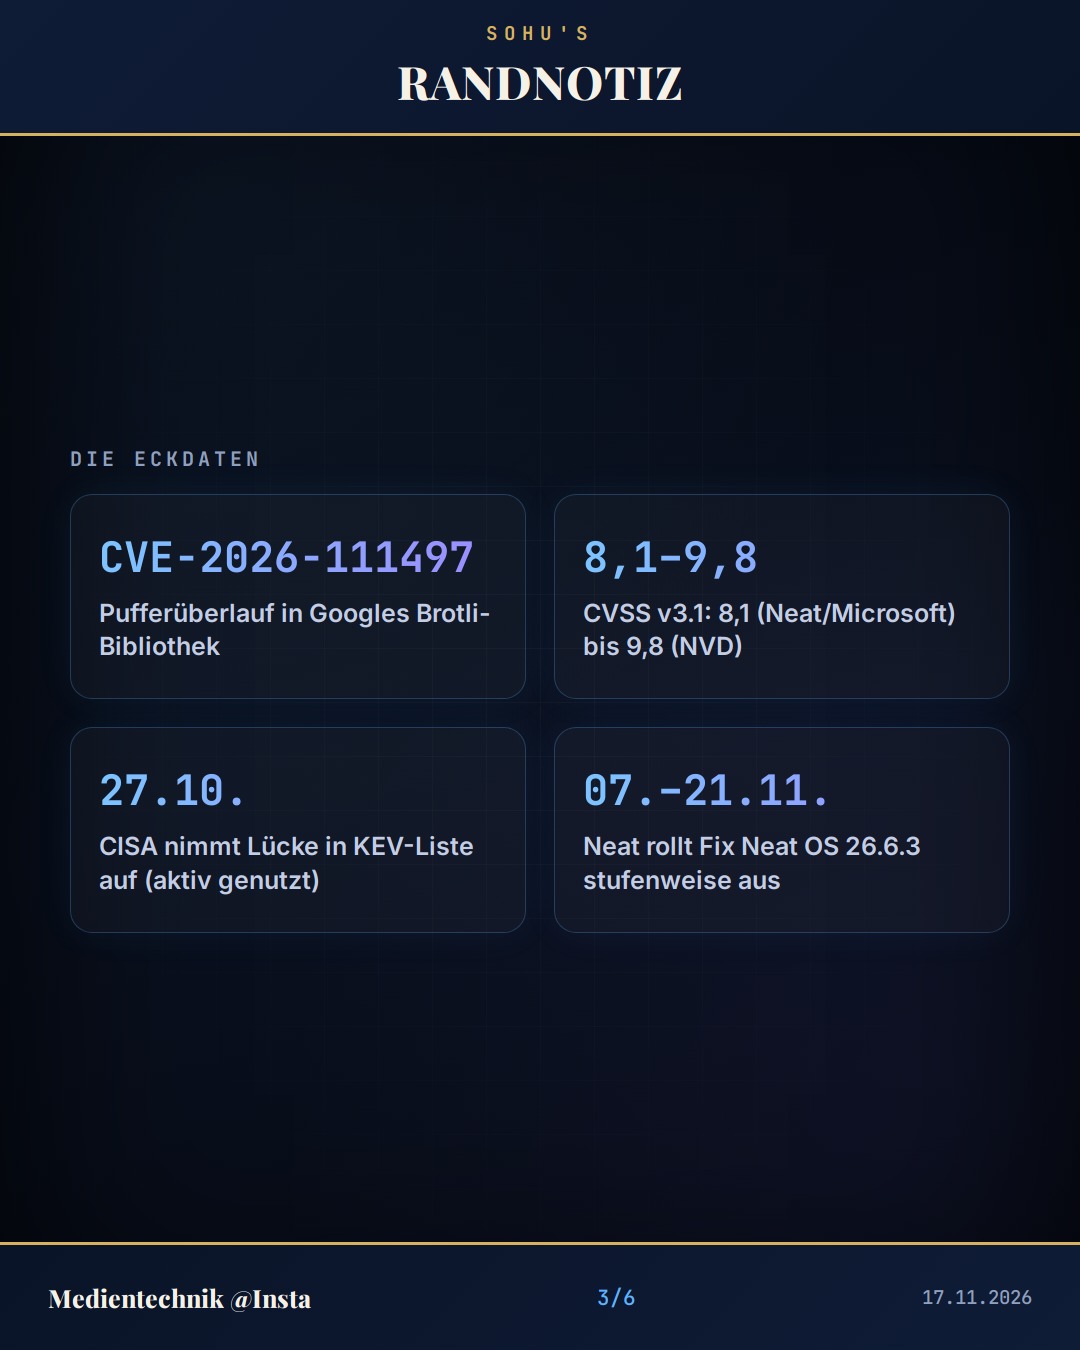 SOHU'S
RANDNOTIZ
DIE ECKDATEN
CVE-2026-111497
Pufferüberlauf in Googles Brotli-
Bibliothek
8,1–9,8
CVSS v3.1: 8,1 (Neat/Microsoft)
bis 9,8 (NVD)
27.10.
CISA nimmt Lücke in KEV-Liste
auf (aktiv genutzt)
07.–21.11.
Neat rollt Fix Neat OS 26.6.3
stufenweise aus
Medientechnik @Insta
3/6
17.11.2026